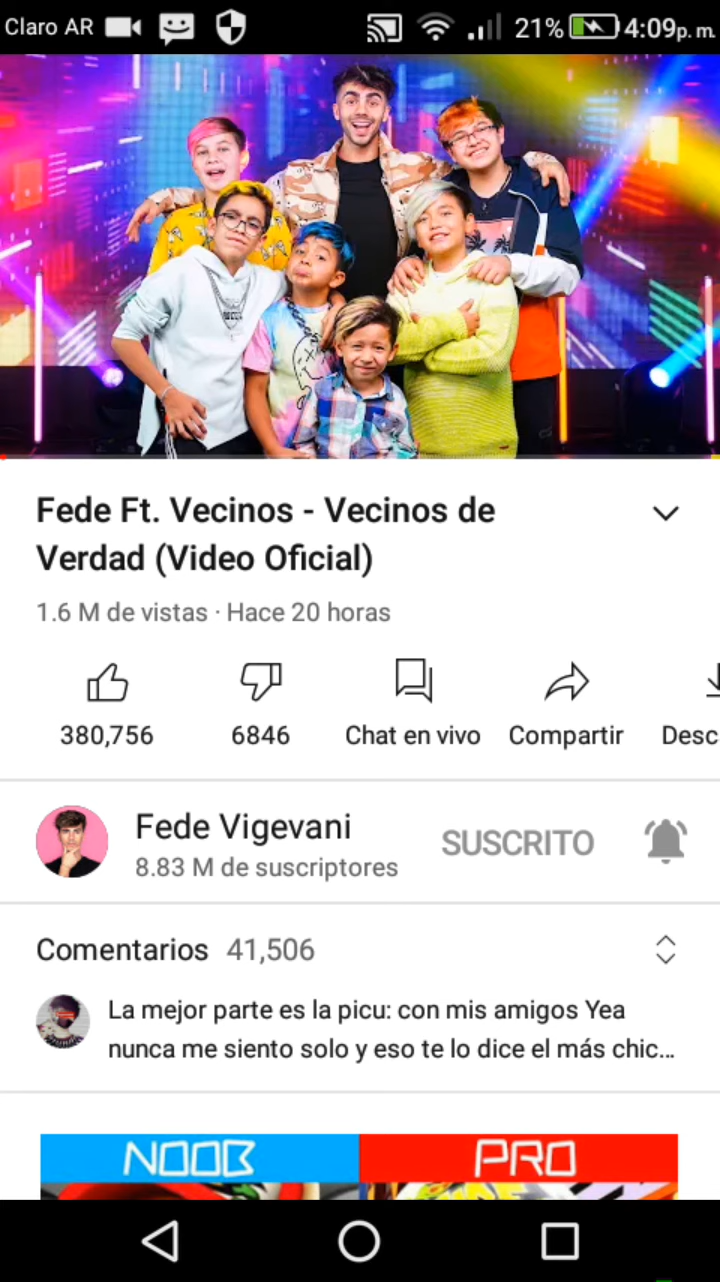 Claro AR 21% 4:09p. m.
Fede Ft. Vecinos - Vecinos de
Verdad (Video Oficial)
1.6 M de vistas · Hace 20 horas
380,756 6846 Chat en vivo Compartir Desc
Fede Vigevani
SUSCRITO
8.83 M de suscriptores
Comentarios 41,506
La mejor parte es la picu: con mis amigos Yea
nunca me siento solo y eso te lo dice el más chic...
NOOB PRO